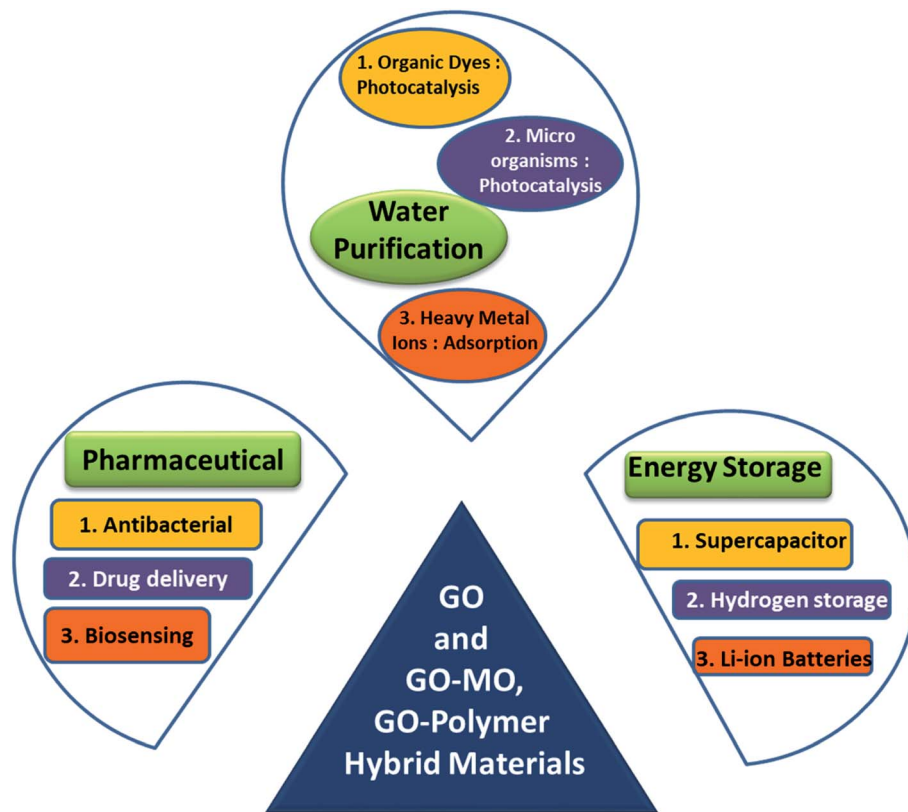 1. Organic Dyes :
Photocatalysis
2. Micro
organisms :
Photocatalysis
Water
Purification
3. Heavy Metal
Ions : Adsorption
Pharmaceutical
1. Antibacterial
2. Drug delivery
3. Biosensing
Energy Storage
1. Supercapacitor
2. Hydrogen storage
3. Li-ion Batteries
GO
and
GO-MO,
GO-Polymer
Hybrid Materials